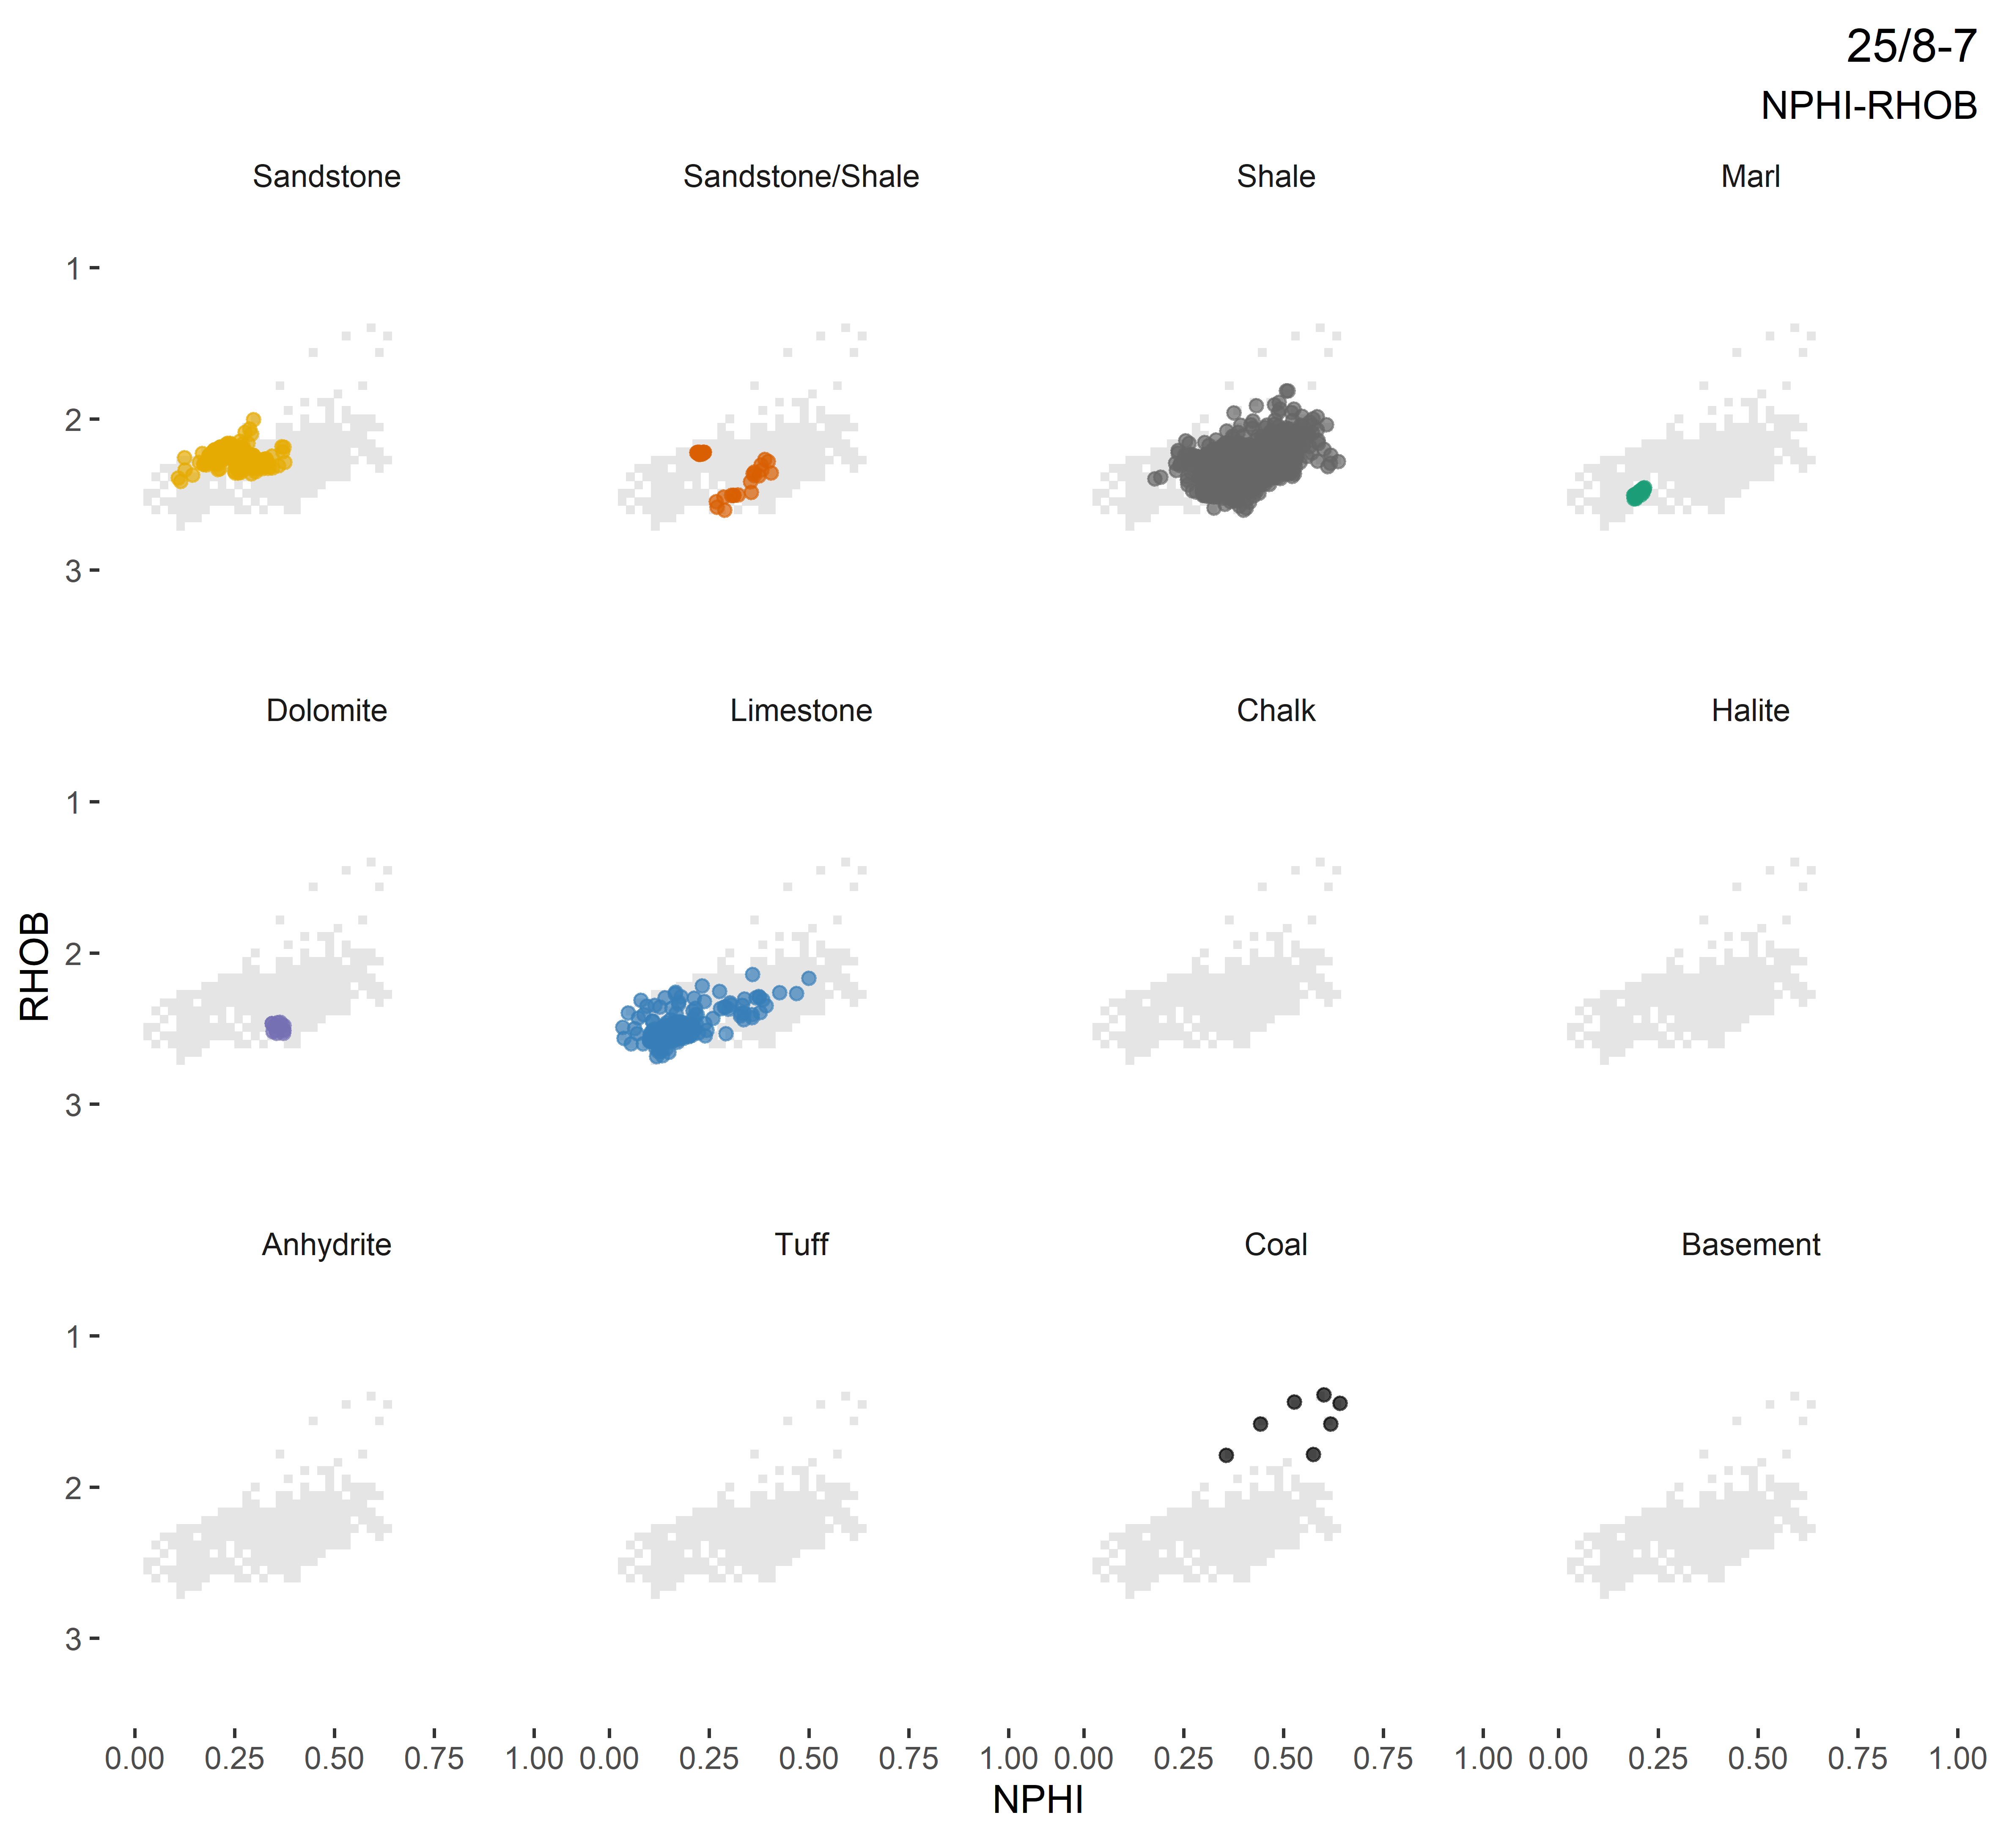 25/8-7
NPHI-RHOB
Sandstone Sandstone/Shale Shale Marl
1
2
3
Dolomite Limestone Chalk Halite
1
2
3
RHOB
Anhydrite Tuff Coal Basement
1
2
3
0.00 0.25 0.50 0.75 1.00 0.00 0.25 0.50 0.75 1.00 0.00 0.25 0.50 0.75 1.00 0.00 0.25 0.50 0.75 1.00
NPHI